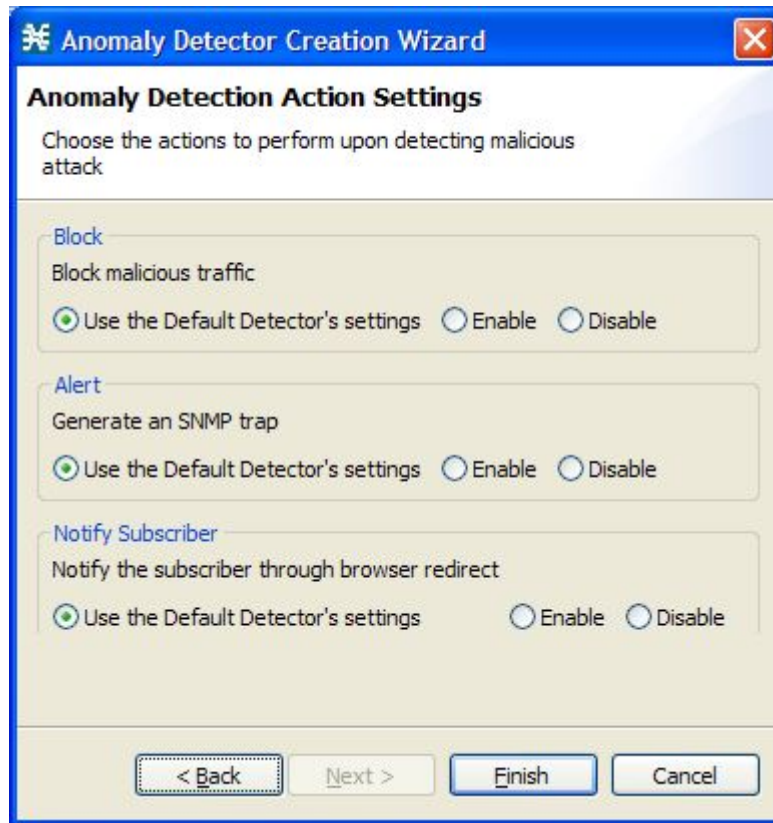 Anomaly Detector Creation Wizard
Anomaly Detection Action Settings
Choose the actions to perform upon detecting malicious
attack
Block
Block malicious traffic
Use the Default Detector's settings Enable Disable
Alert
Generate an SNMP trap
Use the Default Detector's settings Enable Disable
Notify Subscriber
Notify the subscriber through browser redirect
Use the Default Detector's settings Enable Disable
< Back Next > Finish Cancel